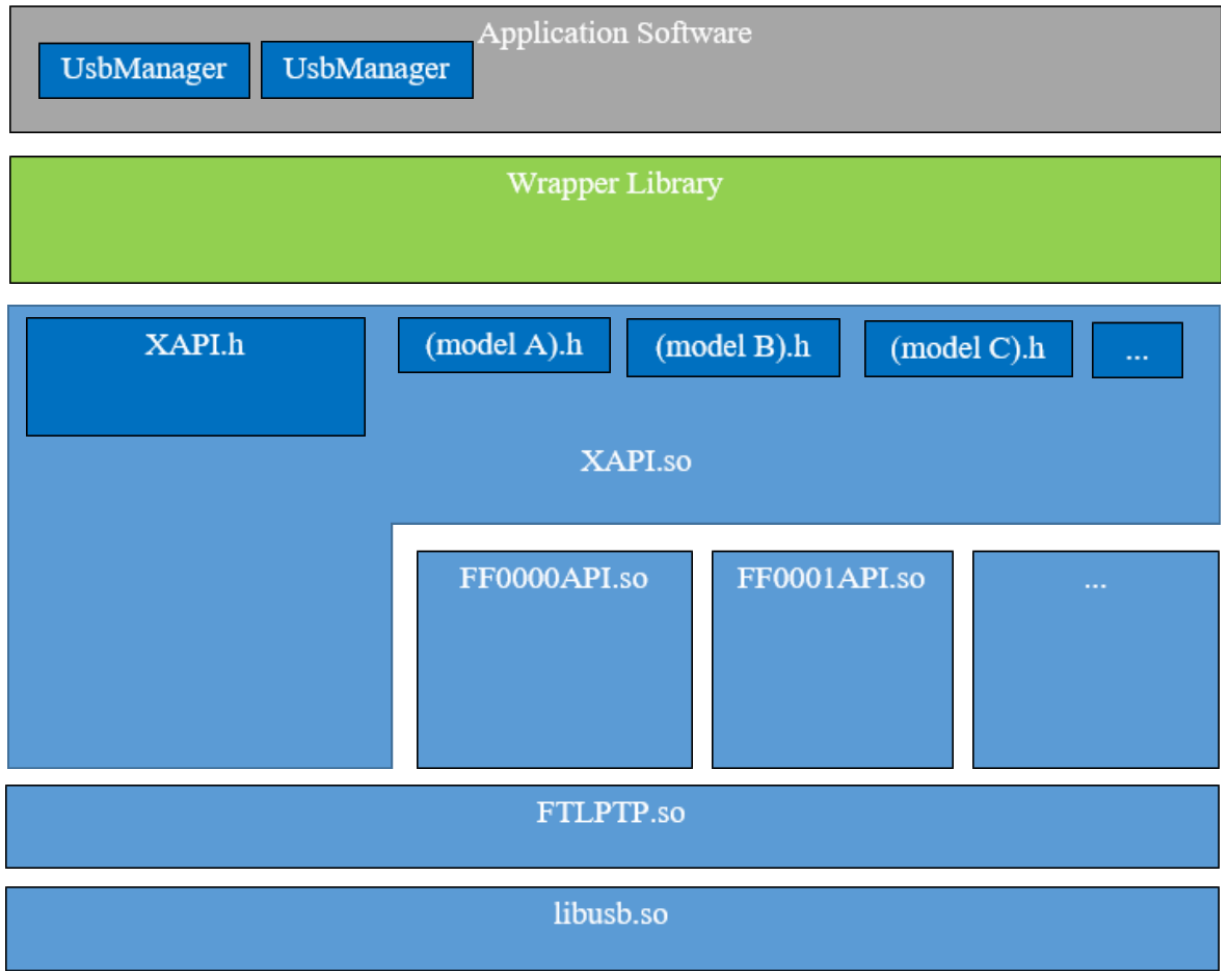 Application Software
UsbManager
UsbManager
Wrapper Library
XAPI.h
(model A).h
(model B).h
(model C).h
...
XAPI.so
FF0000API.so
FF0001API.so
...
FTLPTP.so
libusb.so